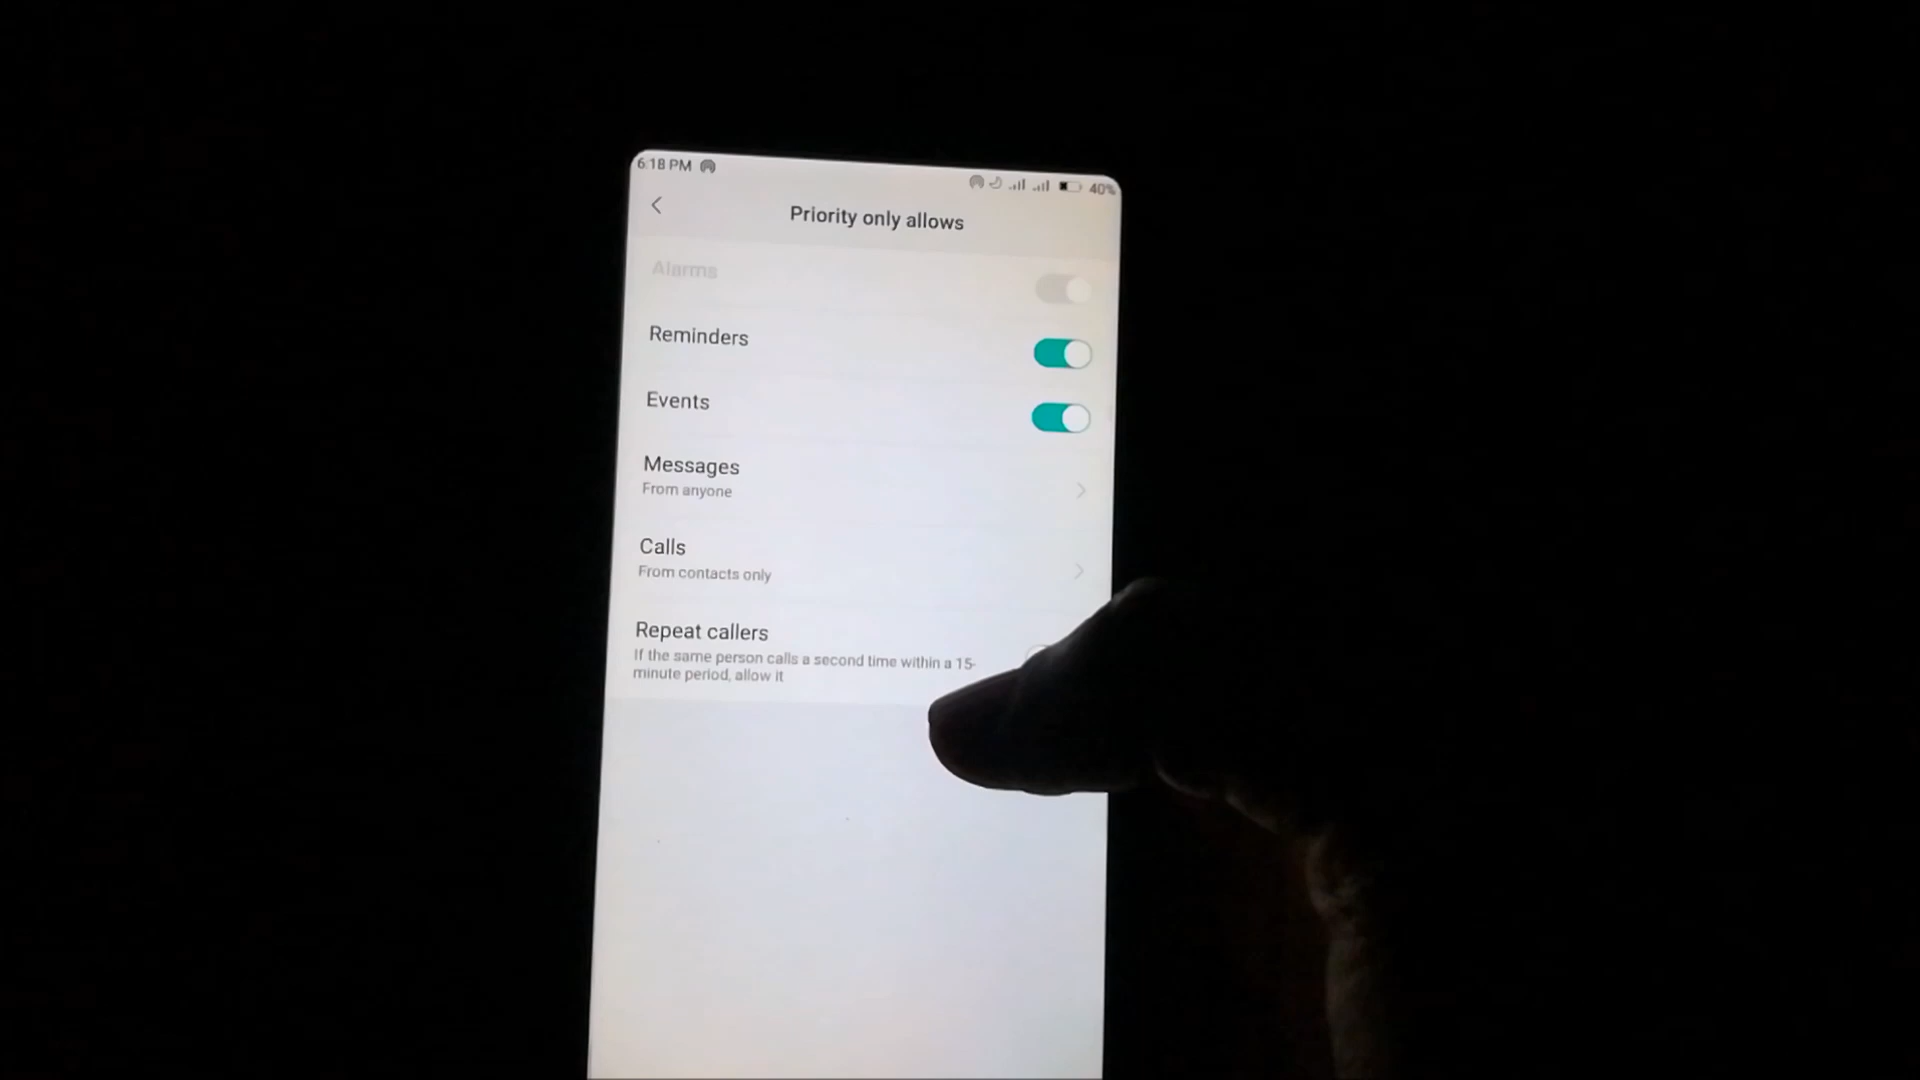 6:18 PM
40%
Priority only allows
Alarms
Reminders
Events
Messages
From anyone
Calls
From contacts only
Repeat callers
If the same person calls a second time within a 15-
minute period, allow it